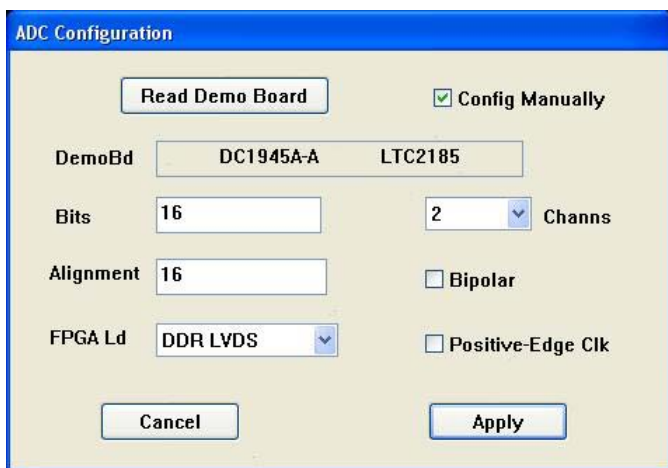 ADC Configuration
Read Demo Board
Config Manually
DemoBd DC1945A-A LTC2185
Bits 16 2 Channs
Alignment 16 Bipolar
FPGA Ld DDR LVDS Positive-Edge Clk
Cancel Apply